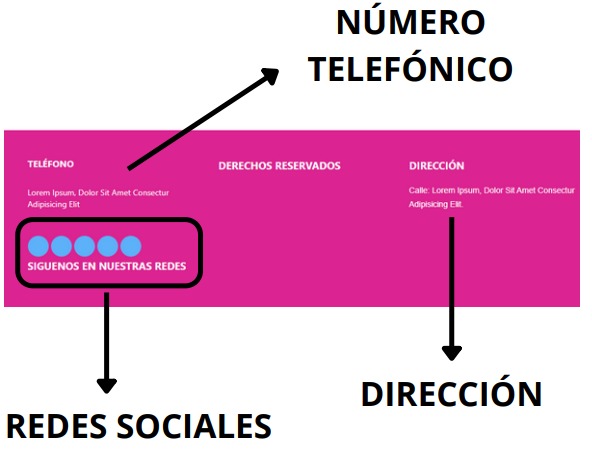 NÚMERO
TELEFÓNICO
TELÉFONO
Lorem Ipsum, Dolor Sit Amet Consectur
Adipisicing Elit
SIGUENOS EN NUESTRAS REDES
DERECHOS RESERVADOS
DIRECCIÓN
Calle: Lorem Ipsum, Dolor Sit Amet Consectur
Adipisicing Elit.
REDES SOCIALES
DIRECCIÓN